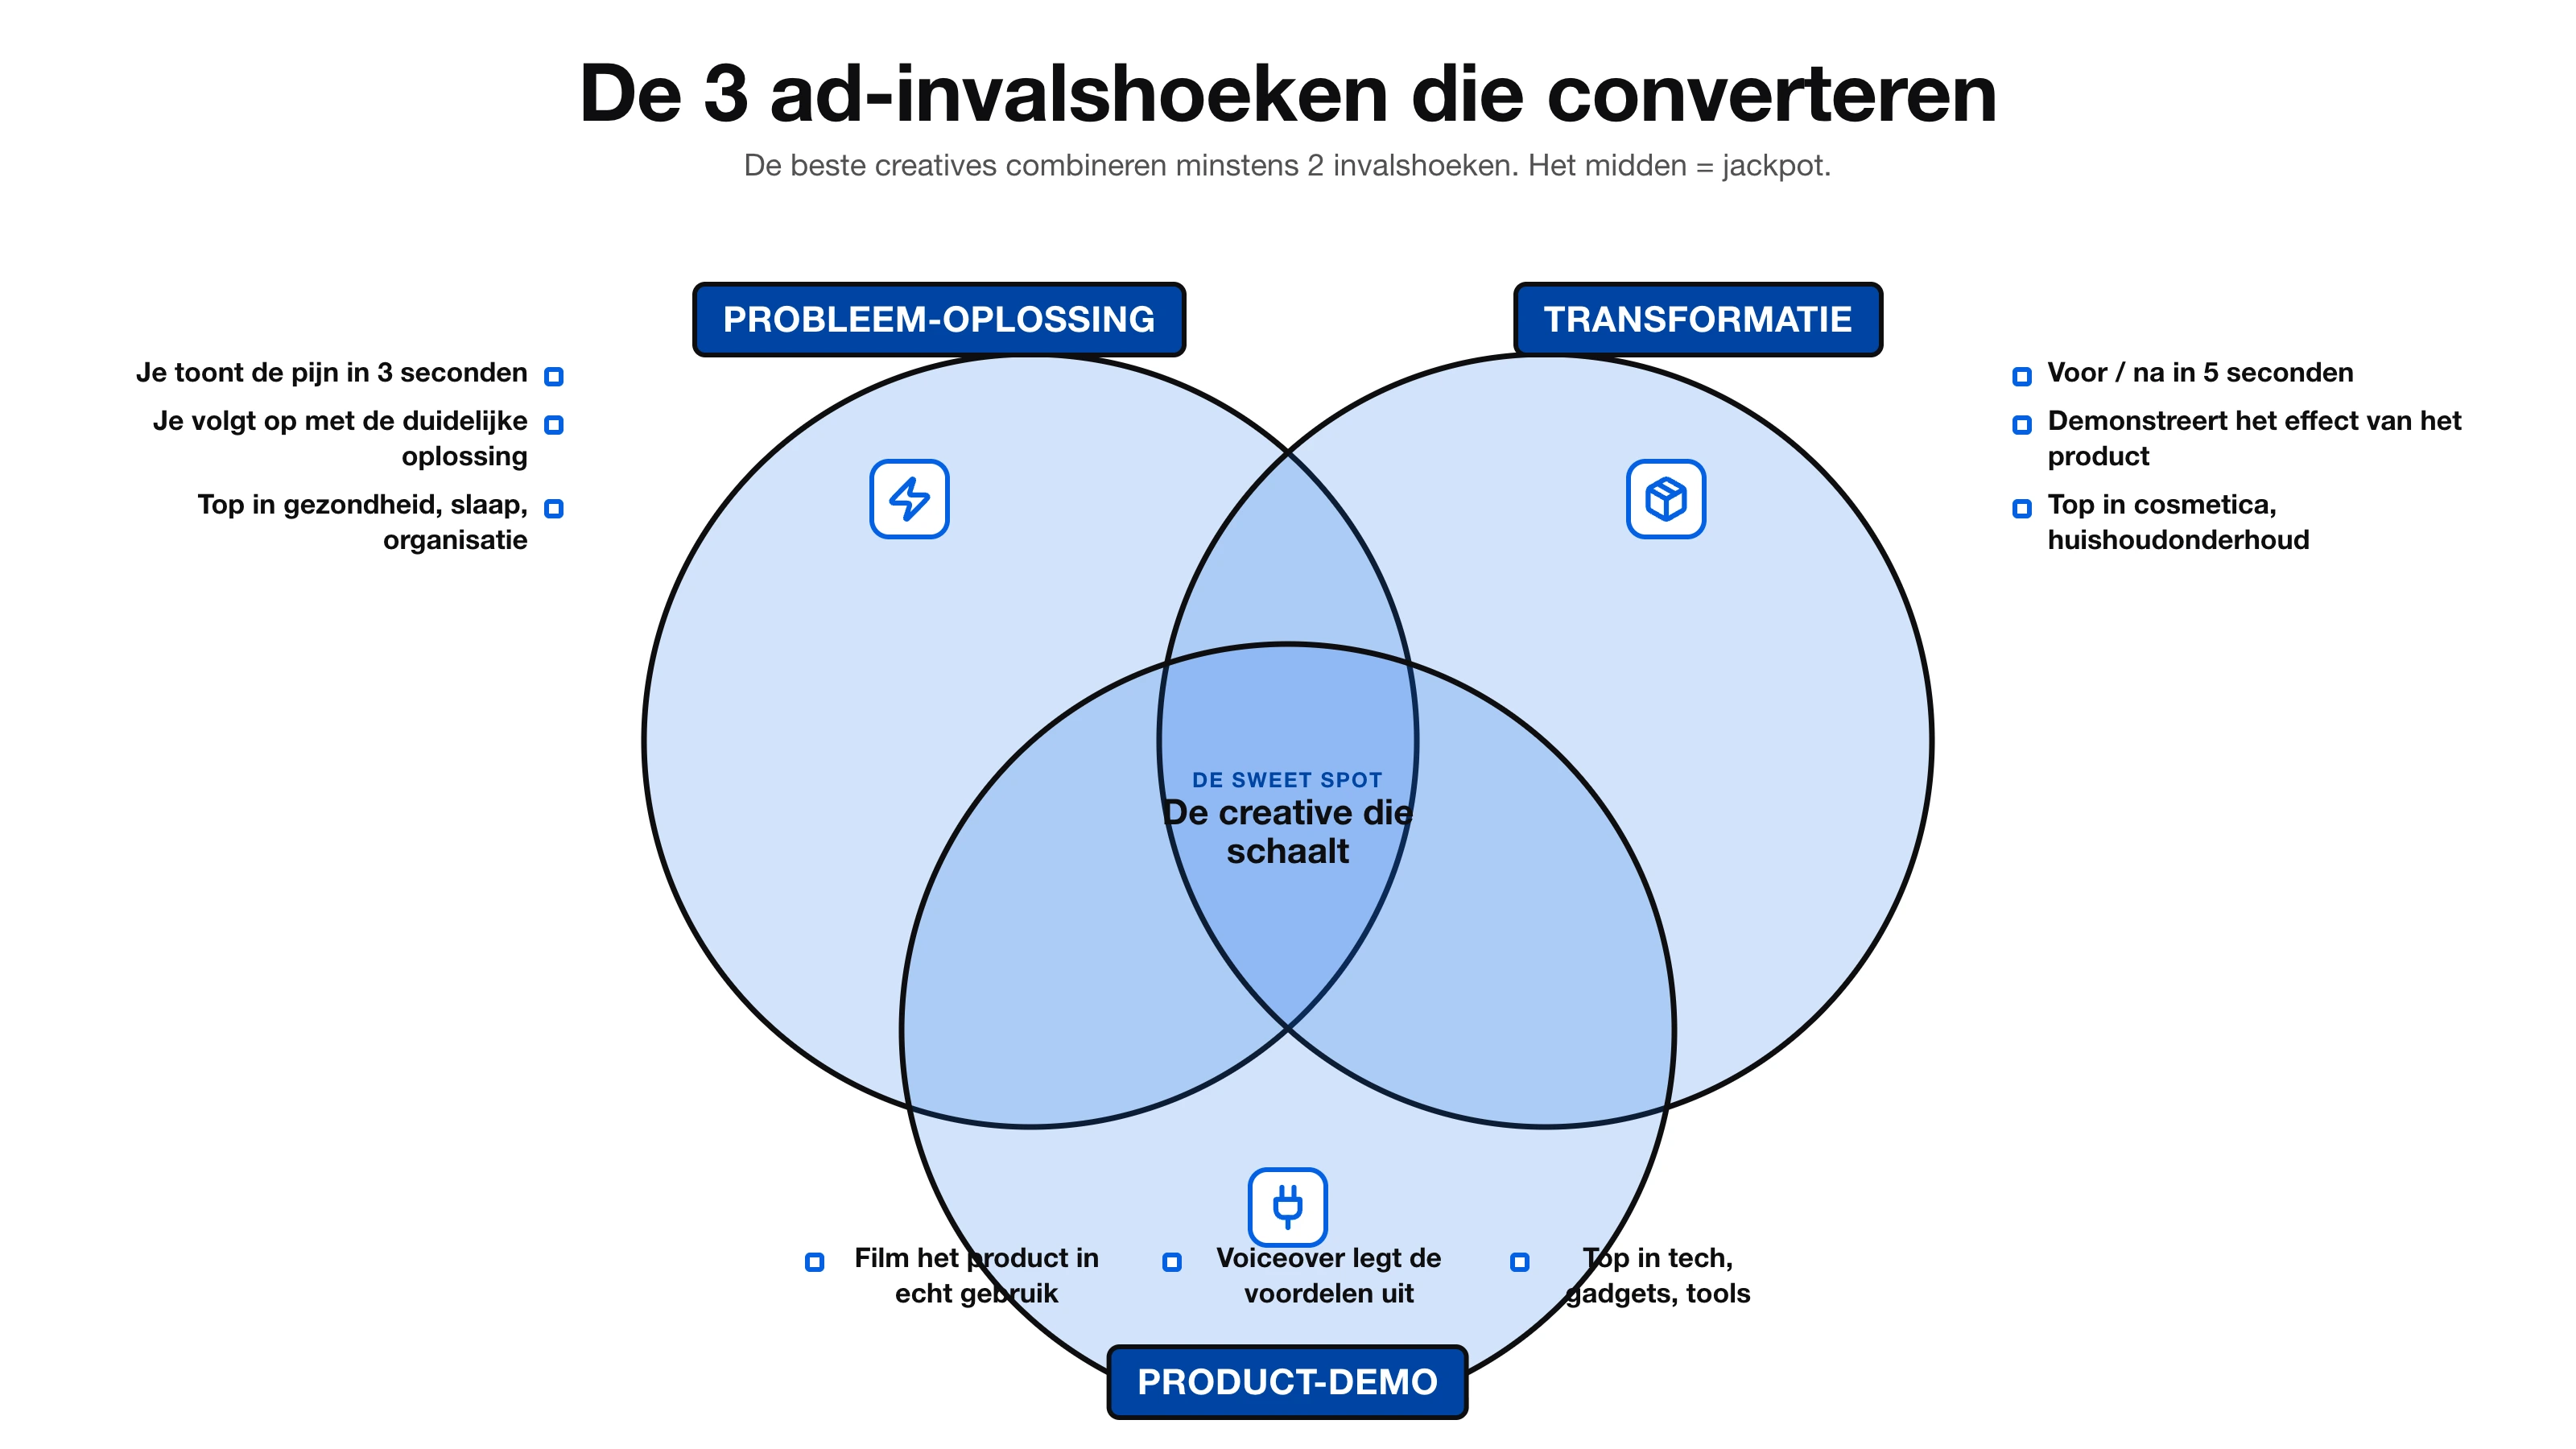 De 3 ad-invalshoeken die converteren
De beste creatives combineren minstens 2 invalshoeken. Het midden = jackpot.
PROBLEEM-OPLOSSING
Je toont de pijn in 3 seconden
Je volgt op met de duidelijke
oplossing
Top in gezondheid, slaap,
organisatie
TRANSFORMATIE
Voor / na in 5 seconden
Demonstreert het effect van het
product
Top in cosmetica,
huishoudonderhoud
DE SWEET SPOT
De creative die
schaalt
Film het product in
echt gebruik
Voiceover legt de
voordelen uit
Top in tech,
gadgets, tools
PRODUCT-DEMO